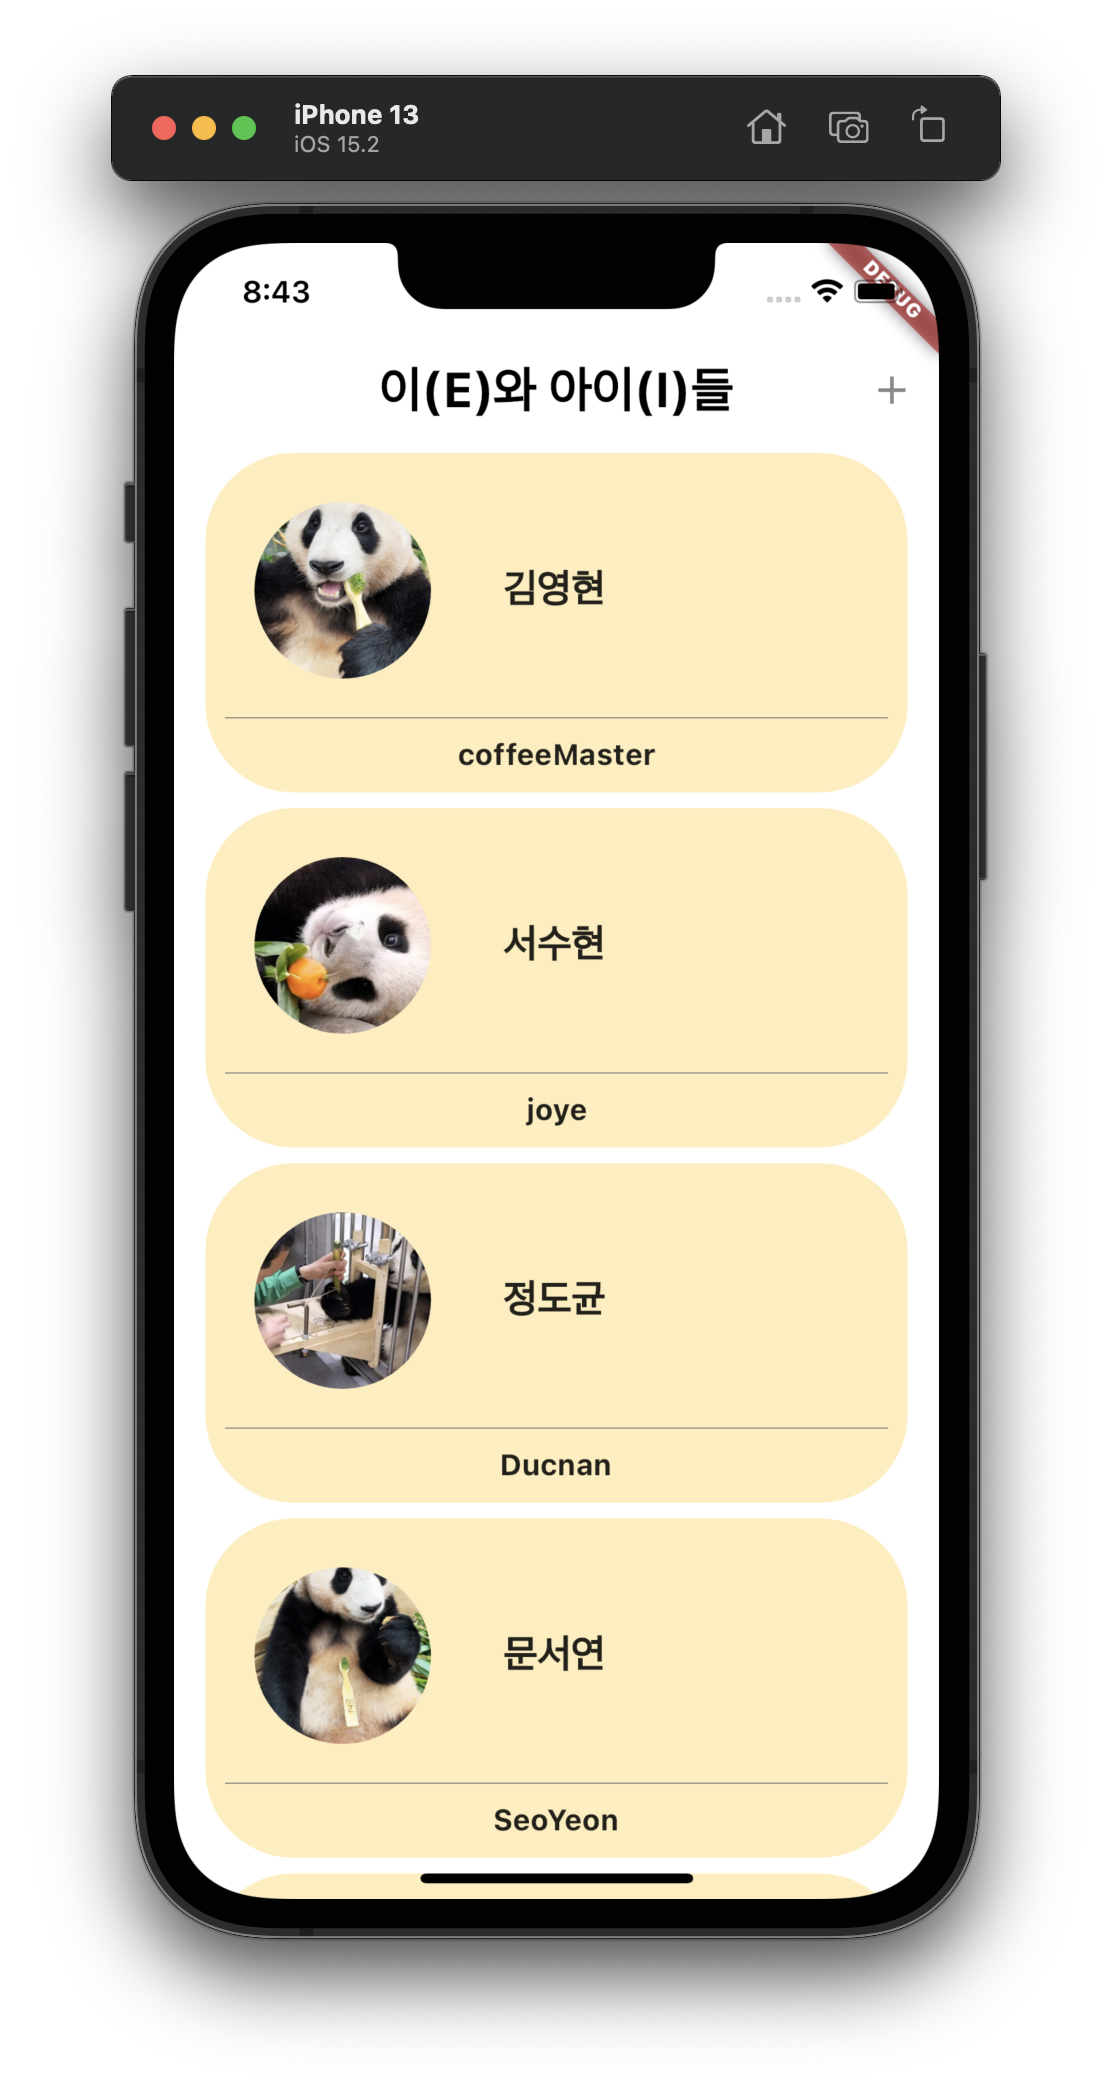 iPhone 13
iOS 15.2
8:43
DEBUG
이(E)와 아이(I)들
김영현
coffeeMaster
서수현
joye
정도균
Ducnan
문서연
SeoYeon